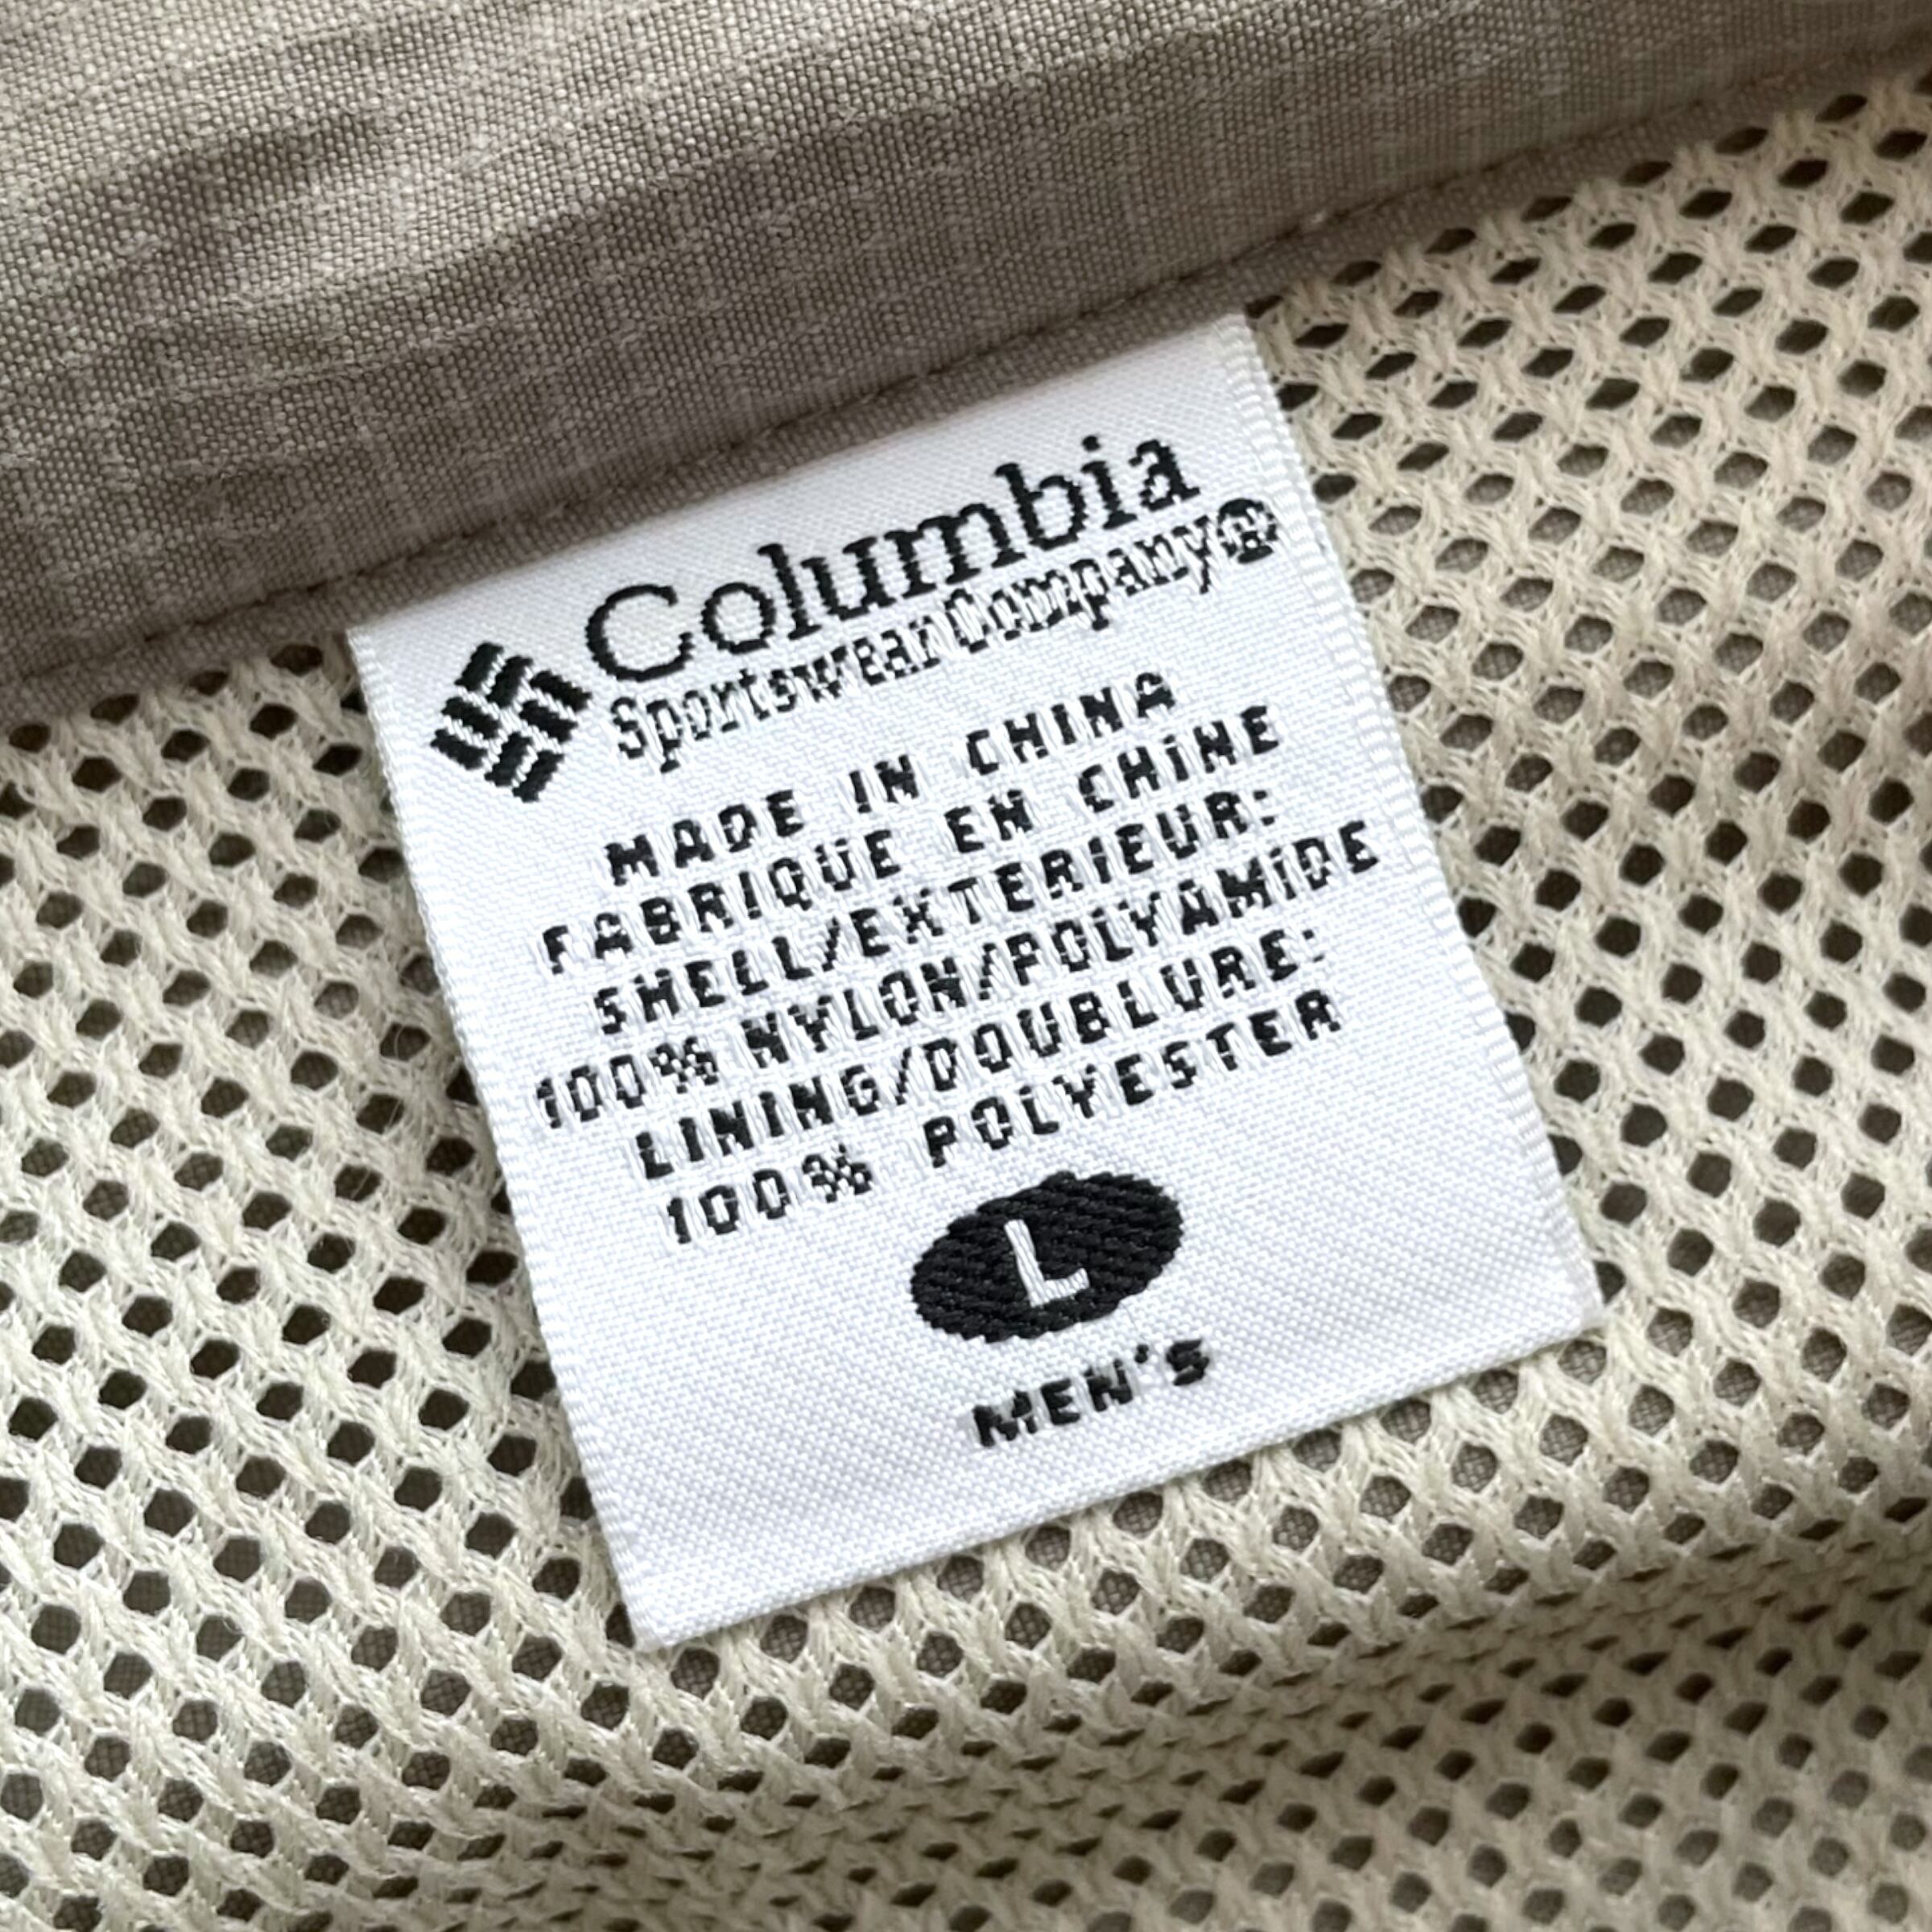 Columbia
Sportswear Company®
MADE IN CHINA
FABRIQUE EN CHINE
SHELL/EXTERIEUR:
100% NYLON/POLYAMIDE
LINING/DOUBLURE:
100% POLYESTER
L
MEN'S